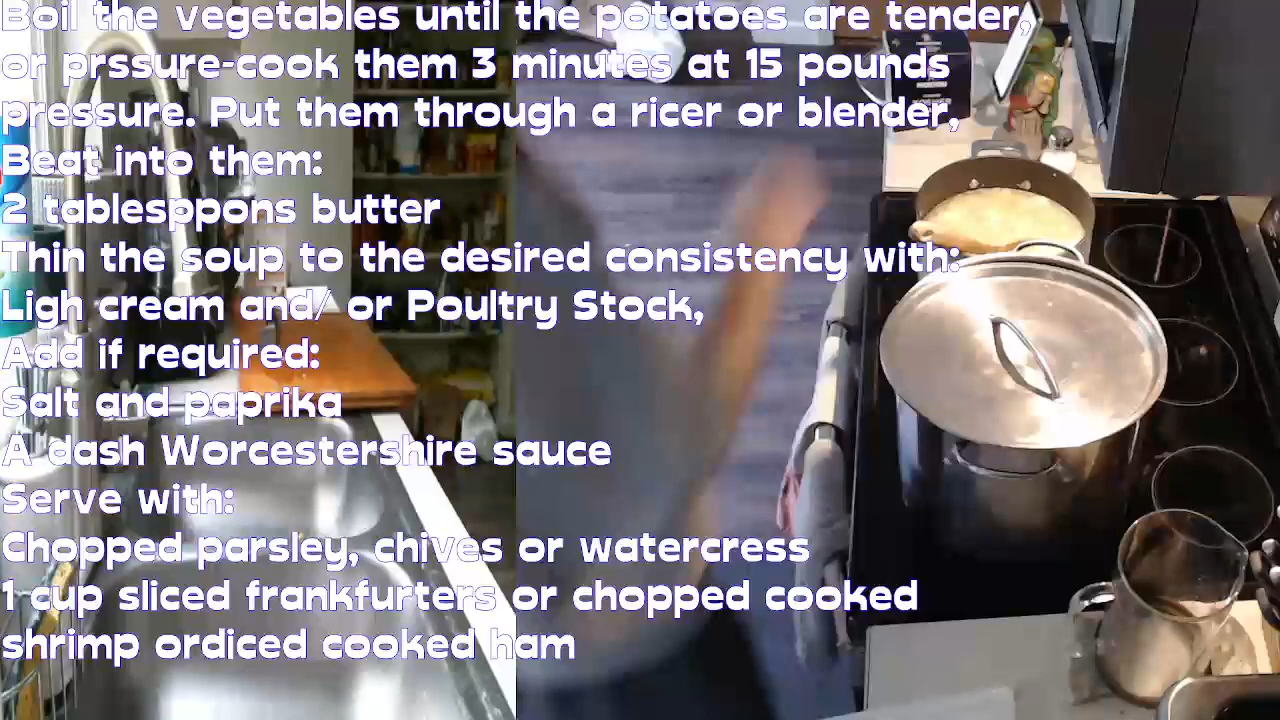 Boil the vegetables until the potatoes are tender,
or prssure-cook them 3 minutes at 15 pounds
pressure. Put them through a ricer or blender,
Beat into them:
2 tablesppons butter
Thin the soup to the desired consistency with:
Ligh cream and/ or Poultry Stock,
Add if required:
Salt and paprika
A dash Worcestershire sauce
Serve with:
Chopped parsley, chives or watercress
1 cup sliced frankfurters or chopped cooked
shrimp ordiced cooked ham